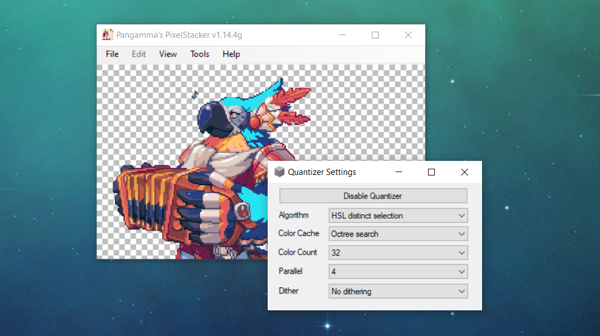 Pangamma's PixelStacker v1.14.4g
File Edit View Tools Help
Quantizer Settings
Disable Quantizer
Algorithm HSL distinct selection
Color Cache Octree search
Color Count 32
Parallel 4
Dither No dithering